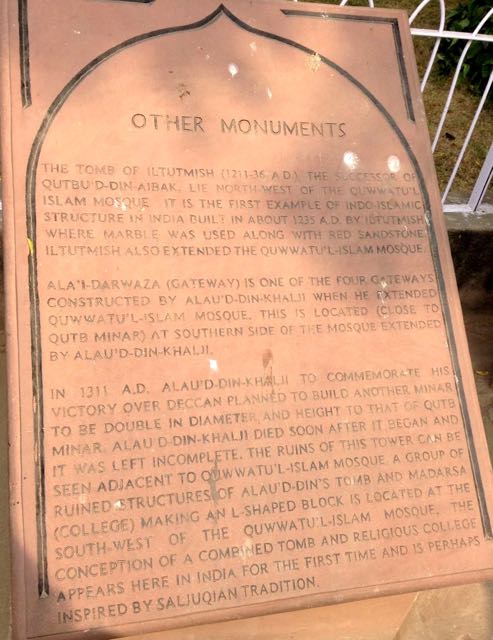 OTHER MONUMENTS
THE TOMB OF ILTUTMISH (1211-36 A.D.), THE SUCCESSOR OF
QUTBU'D-DIN-AIBAK, LIE NORTH-WEST OF THE QUWWATU'L-
ISLAM MOSQUE. IT IS THE FIRST EXAMPLE OF INDO-ISLAMIC
STRUCTURE IN INDIA BUILT IN ABOUT 1235 A.D. BY ILTUTMISH
WHERE MARBLE WAS USED ALONG WITH RED SANDSTONE.
ILTUTMISH ALSO EXTENDED THE QUWWATU'L-ISLAM MOSQUE.
ALA'I-DARWAZA (GATEWAY) IS ONE OF THE FOUR GATEWAYS
CONSTRUCTED BY ALAU'D-DIN-KHALJI WHEN HE EXTENDED
QUWWATU'L-ISLAM MOSQUE. THIS IS LOCATED (CLOSE TO
QUTB MINAR) AT SOUTHERN SIDE OF THE MOSQUE EXTENDED
BY ALAU'D-DIN-KHALJI.
IN 1311 A.D. ALAU'D-DIN-KHALJI TO COMMEMORATE HIS
VICTORY OVER DECCAN PLANNED TO BUILD ANOTHER MINAR
TO BE DOUBLE IN DIAMETER AND HEIGHT TO THAT OF QUTB
MINAR. ALAU'D-DIN-KHALJI DIED SOON AFTER IT BEGAN AND
IT WAS LEFT INCOMPLETE. THE RUINS OF THIS TOWER CAN BE
SEEN ADJACENT TO QUWWATU'L-ISLAM MOSQUE. A GROUP OF
RUINED STRUCTURES OF ALAU'D-DIN'S TOMB AND MADARSA
(COLLEGE) MAKING AN L-SHAPED BLOCK IS LOCATED AT THE
SOUTH-WEST OF THE QUWWATU'L-ISLAM MOSQUE. THE
CONCEPTION OF A COMBINED TOMB AND RELIGIOUS COLLEGE
APPEARS HERE IN INDIA FOR THE FIRST TIME AND IS PERHAPS
INSPIRED BY SALJUQIAN TRADITION.